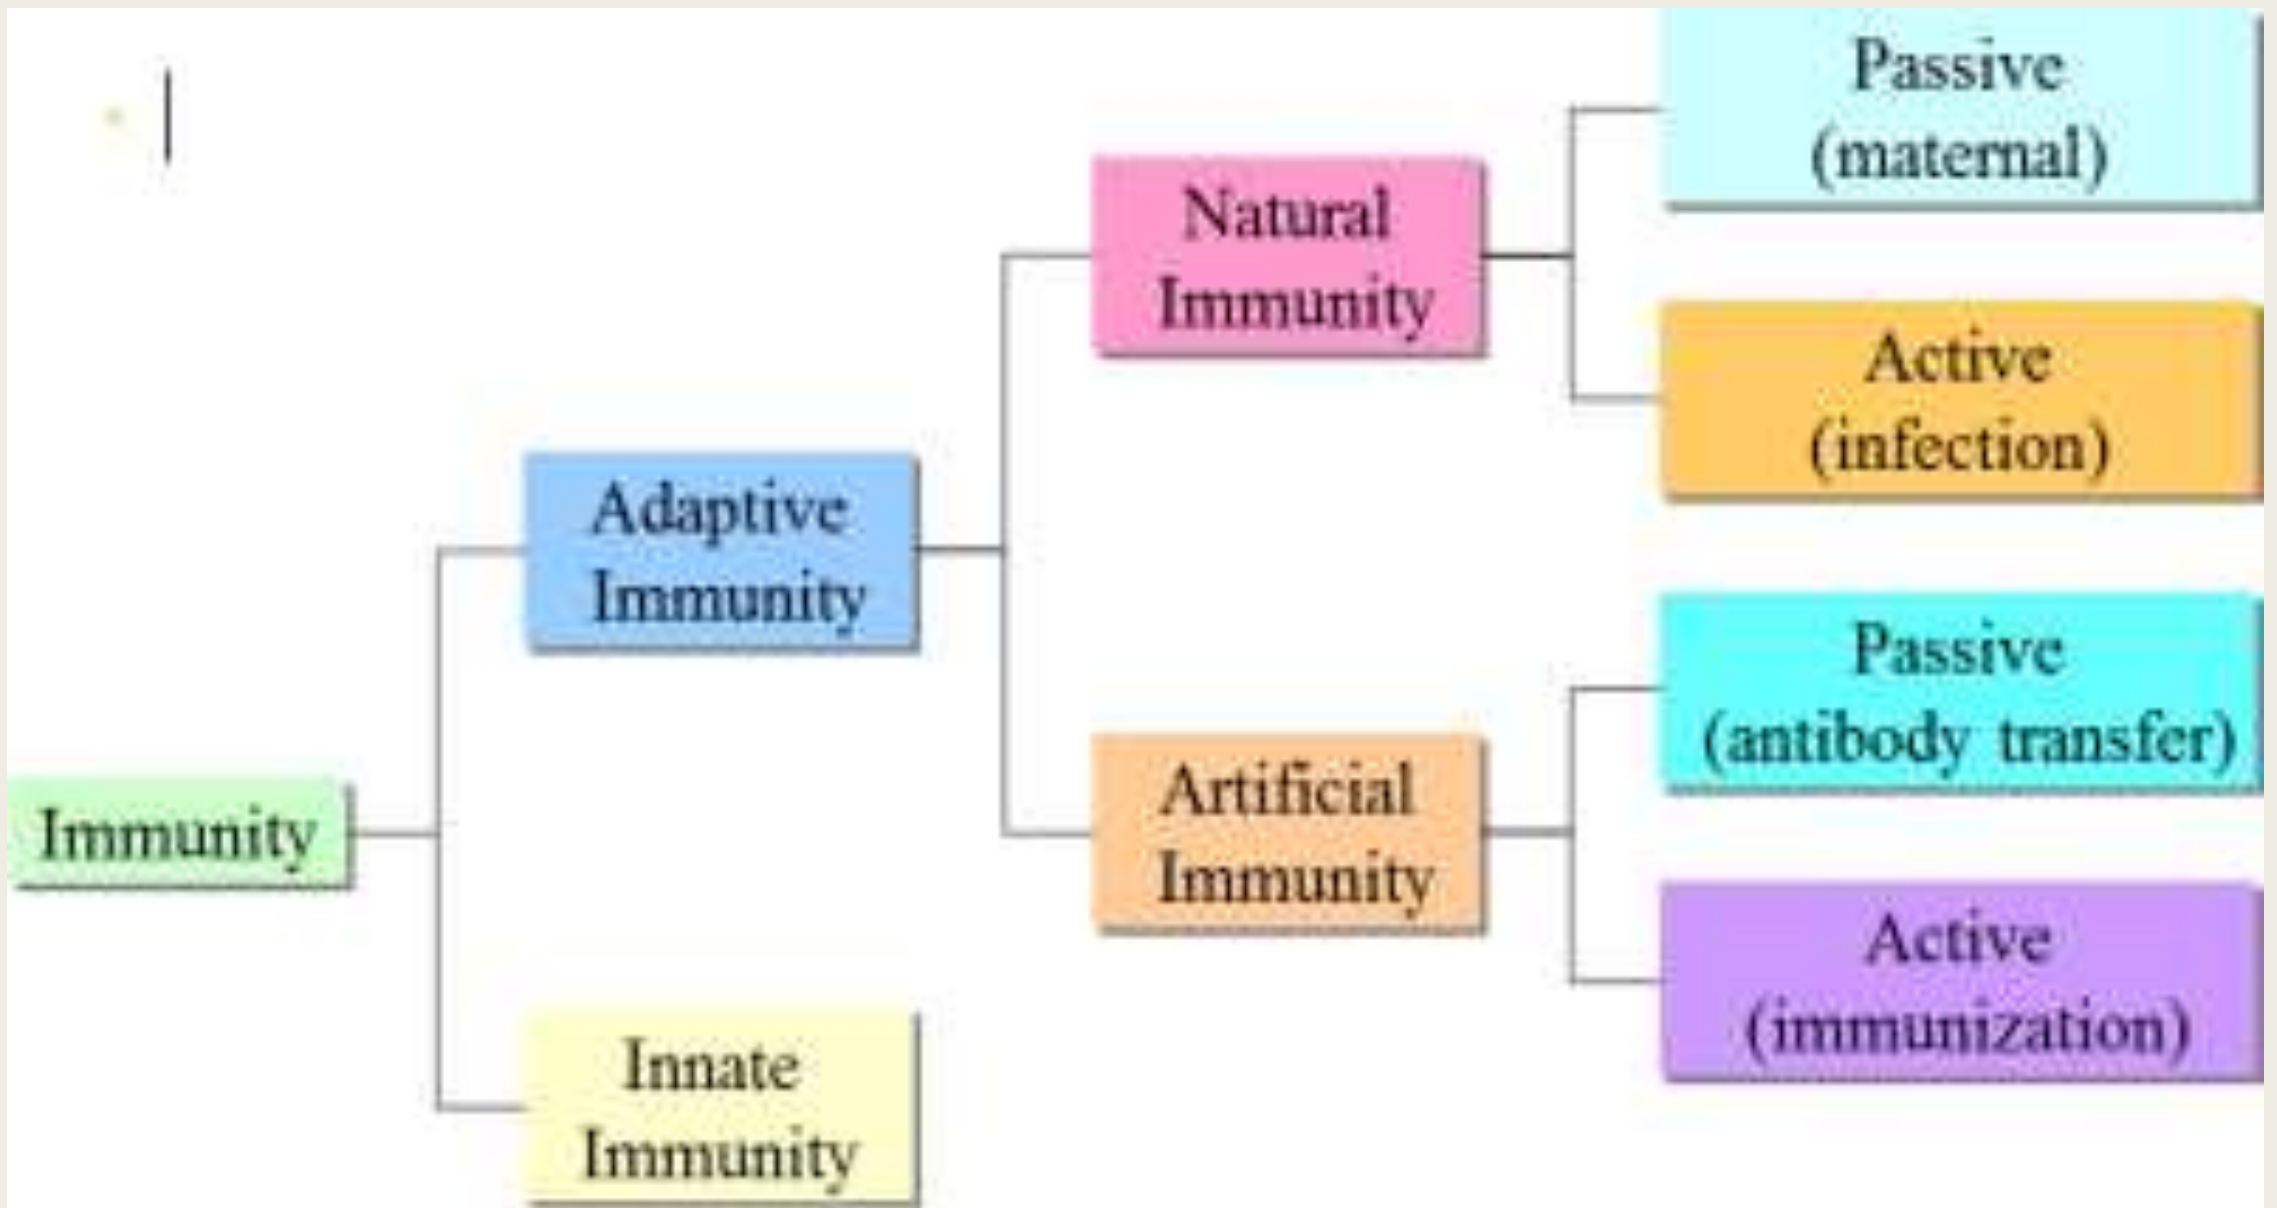 Passive
(maternal)
Natural
Immunity
Active
(infection)
Adaptive
Immunity
Passive
(antibody transfer)
Artificial
Immunity
Immunity
Active
(immunization)
Innate
Immunity